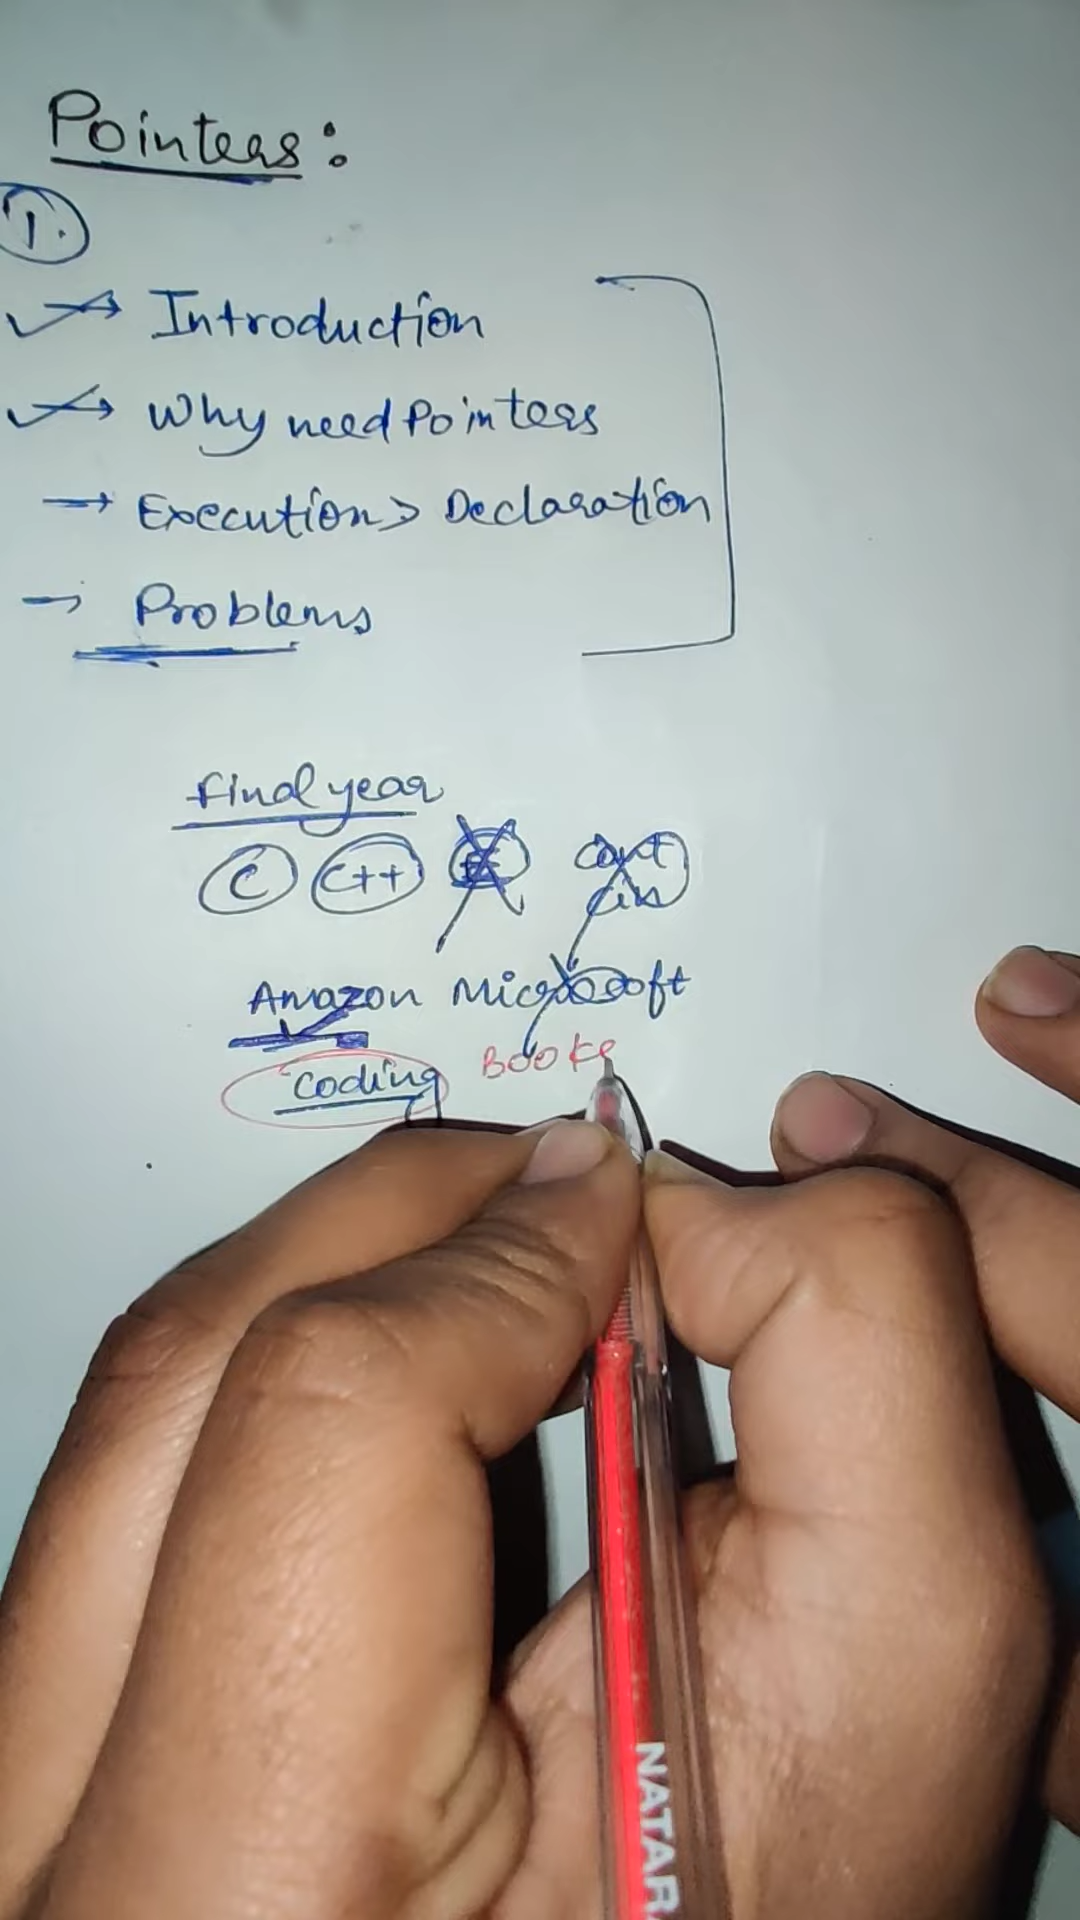 Pointers:
1.
→ Introduction
→ Why need Pointers
→ Execution > Declaration
→ Problems
final year
C C++
Amazon Microsoft
Coding Books
NATAR